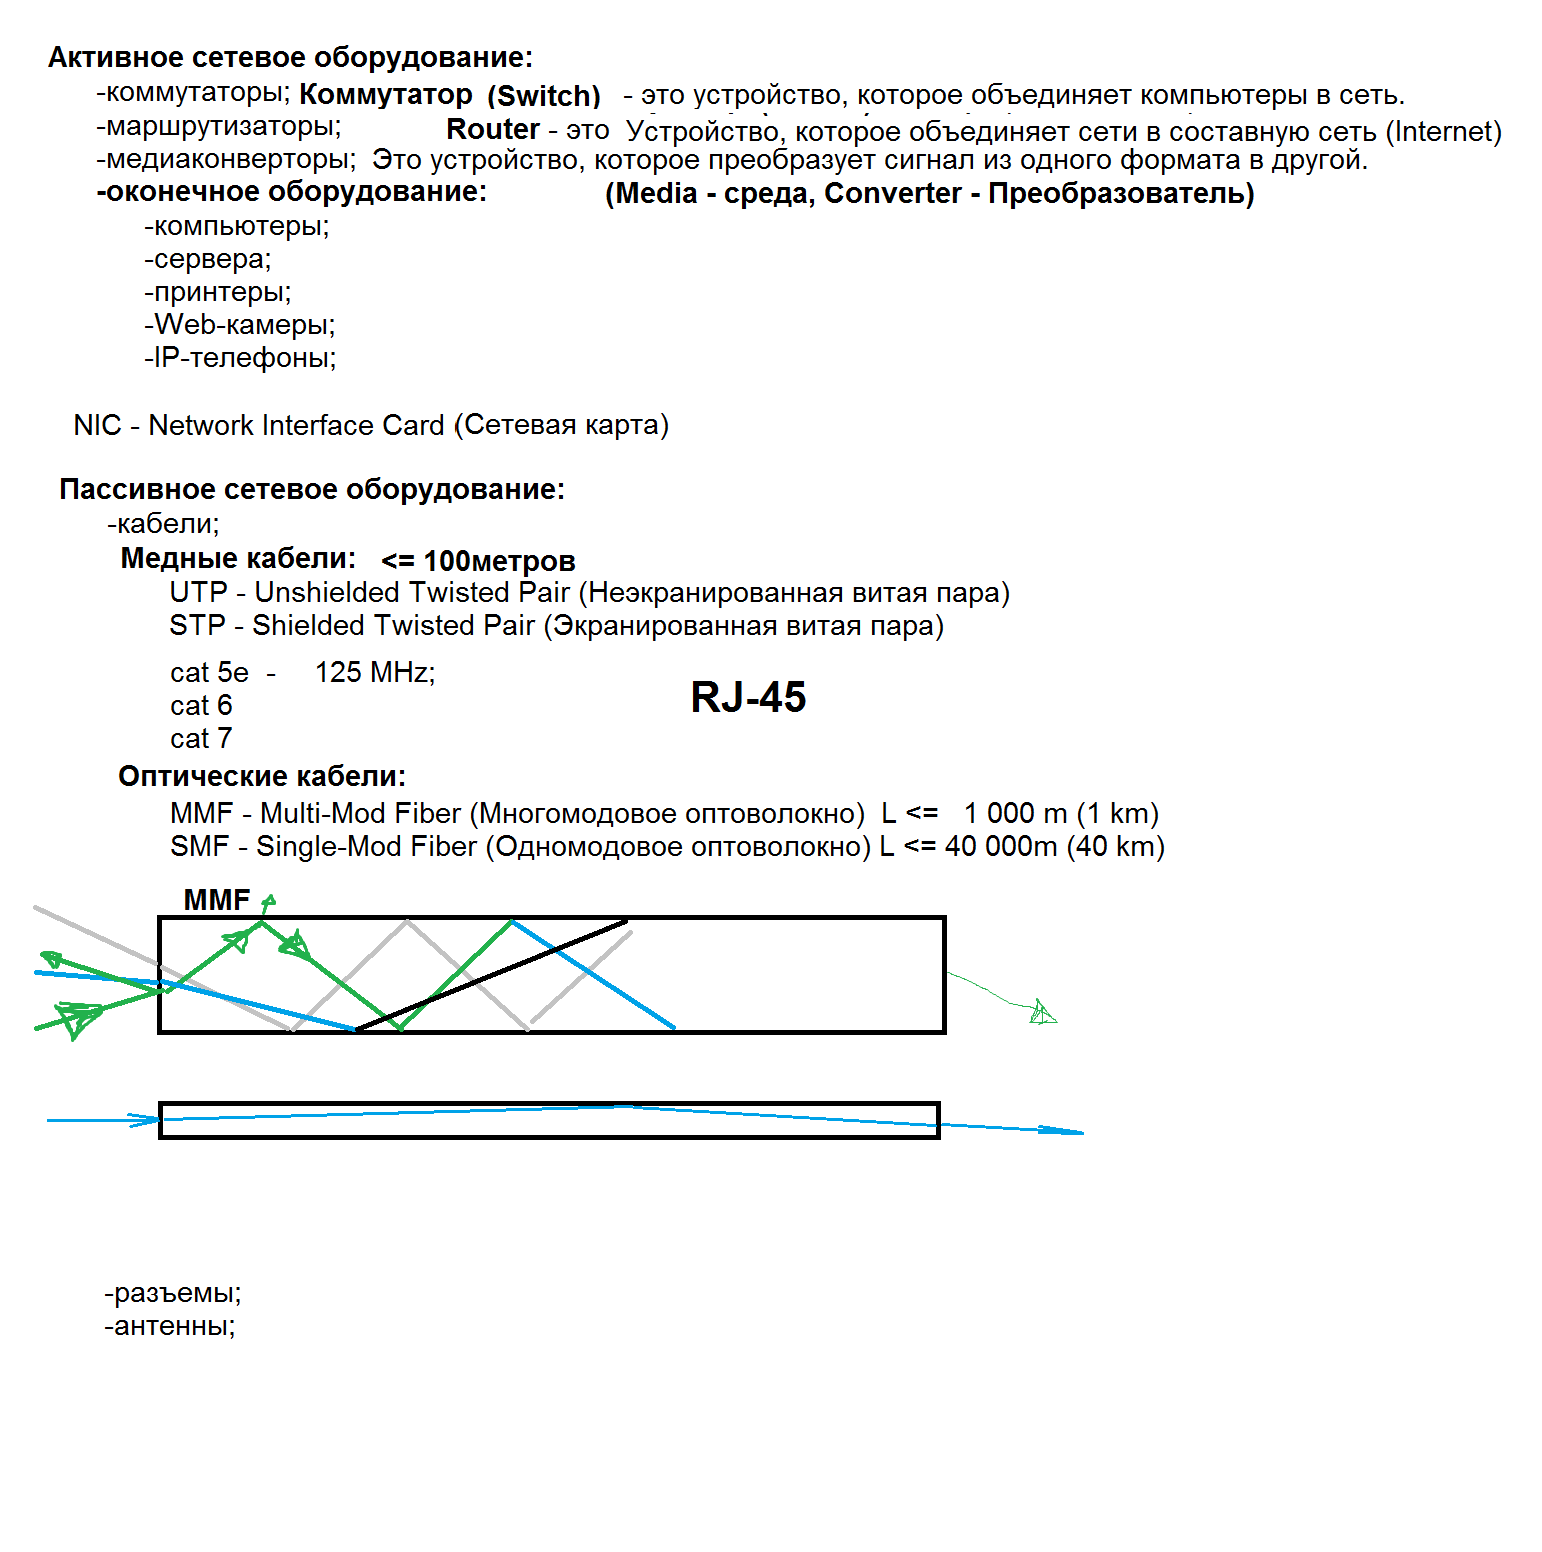 Активное сетевое оборудование:
-коммутаторы; Коммутатор (Switch) - это устройство, которое объединяет компьютеры в сеть.
-маршрутизаторы; Router - это Устройство, которое объединяет сети в составную сеть (Internet)
-медиаконверторы; Это устройство, которое преобразует сигнал из одного формата в другой.
-оконечное оборудование: (Media - среда, Converter - Преобразователь)
-компьютеры;
-сервера;
-принтеры;
-Web-камеры;
-IP-телефоны;
NIC - Network Interface Card (Сетевая карта)
Пассивное сетевое оборудование:
-кабели;
Медные кабели: <= 100метров
UTP - Unshielded Twisted Pair (Неэкранированная витая пара)
STP - Shielded Twisted Pair (Экранированная витая пара)
cat 5e - 125 MHz;
cat 6
RJ-45
cat 7
Оптические кабели:
MMF - Multi-Mod Fiber (Многомодовое оптоволокно) L <= 1 000 m (1 km)
SMF - Single-Mod Fiber (Одномодовое оптоволокно) L <= 40 000m (40 km)
MMF
-разъемы;
-антенны;